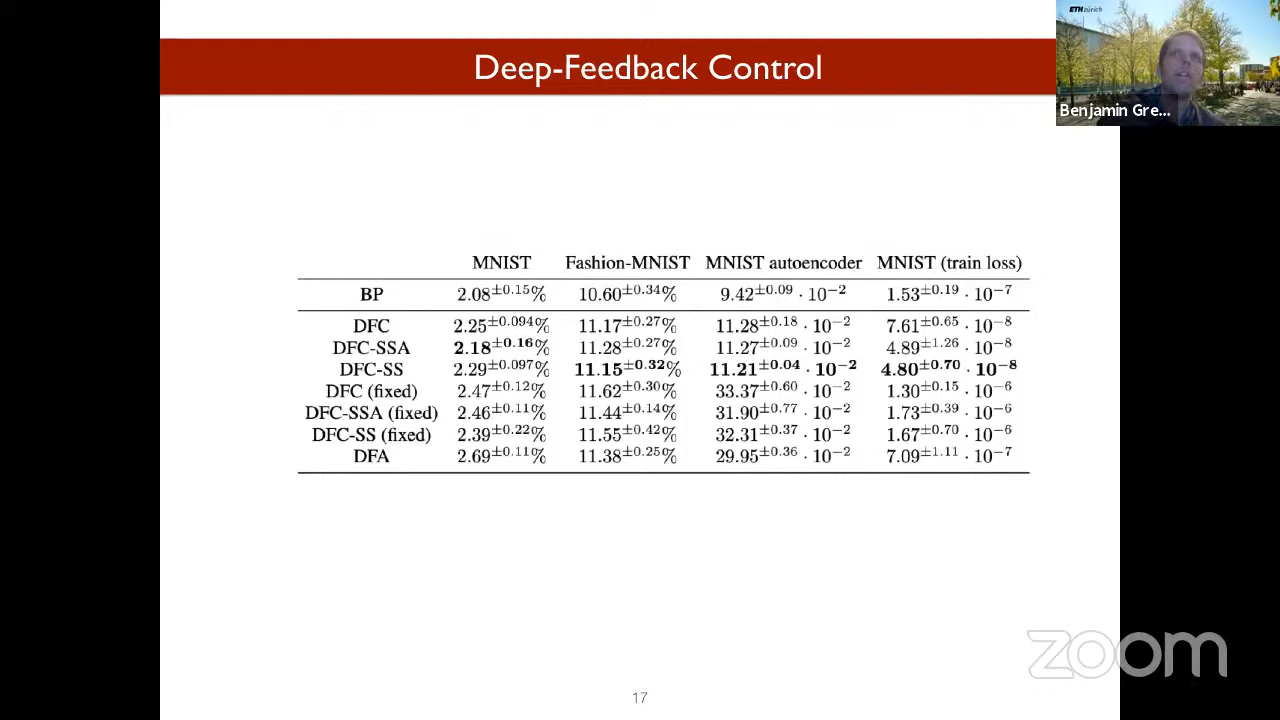 Deep-Feedback Control
ETH zürich
Benjamin Gre...
MNIST Fashion-MNIST MNIST autoencoder MNIST (train loss)
BP 2.08±0.15% 10.60±0.34% 9.42±0.09 · 10−2 1.53±0.19 · 10−7
DFC 2.25±0.094% 11.17±0.27% 11.28±0.18 · 10−2 7.61±0.65 · 10−8
DFC-SSA 2.18±0.16% 11.28±0.27% 11.27±0.09 · 10−2 4.89±1.26 · 10−8
DFC-SS 2.29±0.097% 11.15±0.32% 11.21±0.04 · 10−2 4.80±0.70 · 10−8
DFC (fixed) 2.47±0.12% 11.62±0.30% 33.37±0.60 · 10−2 1.30±0.15 · 10−6
DFC-SSA (fixed) 2.46±0.11% 11.44±0.14% 31.90±0.77 · 10−2 1.73±0.39 · 10−6
DFC-SS (fixed) 2.39±0.22% 11.55±0.42% 32.31±0.37 · 10−2 1.67±0.70 · 10−6
DFA 2.69±0.11% 11.38±0.25% 29.95±0.36 · 10−2 7.09±1.11 · 10−7
zoom
17